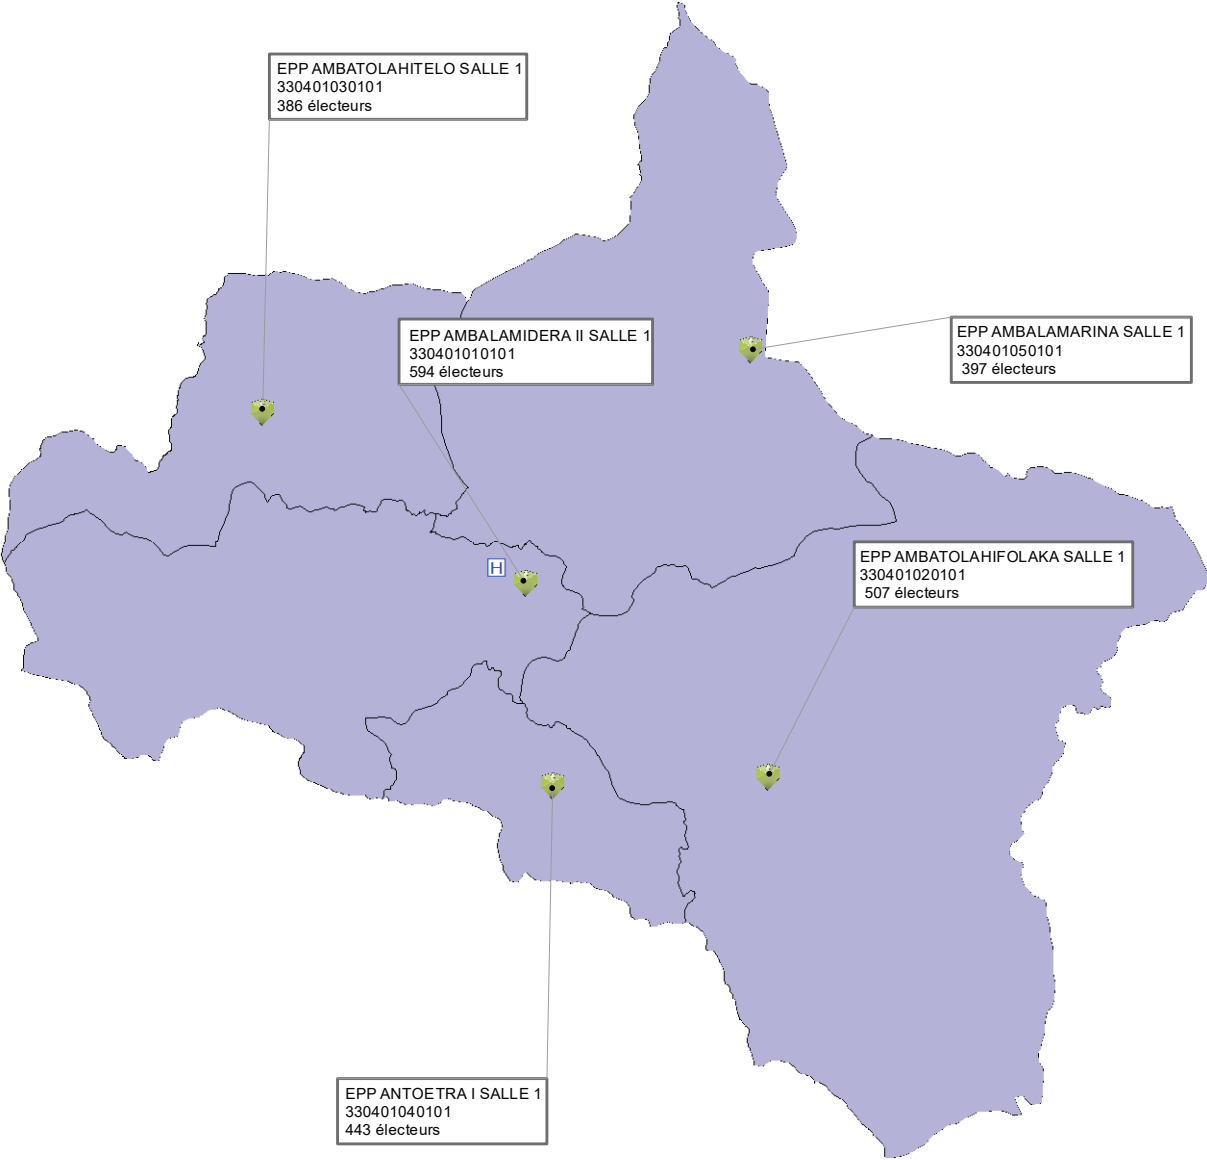 EPP AMBATOLAHITELO SALLE 1
330401030101
386 électeurs
EPP AMBALAMIDERA II SALLE 1
330401010101
594 électeurs
EPP AMBALAMARINA SALLE 1
330401050101
397 électeurs
H
EPP AMBATOLAHIFOLAKA SALLE 1
330401020101
507 électeurs
EPP ANTOETRA I SALLE 1
330401040101
443 électeurs